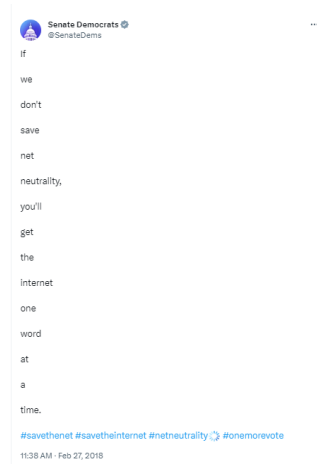 Senate Democrats
@SenateDems
If
we
don't
save
net
neutrality,
you'll
get
the
internet
one
word
at
a
time.
#savethenet #savetheinternet #netneutrality #onemorevote
11:38 AM · Feb 27, 2018